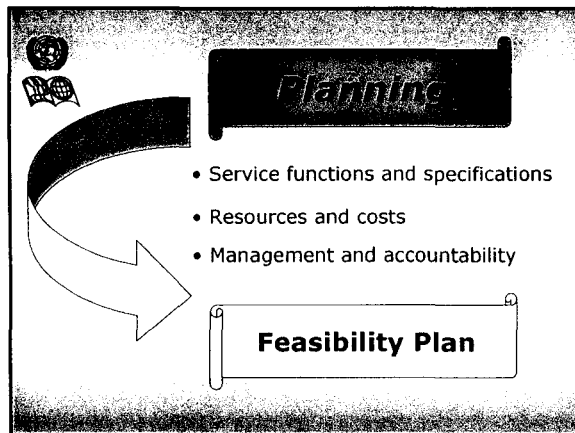 Planning
• Service functions and specifications
• Resources and costs
• Management and accountability
Feasibility Plan